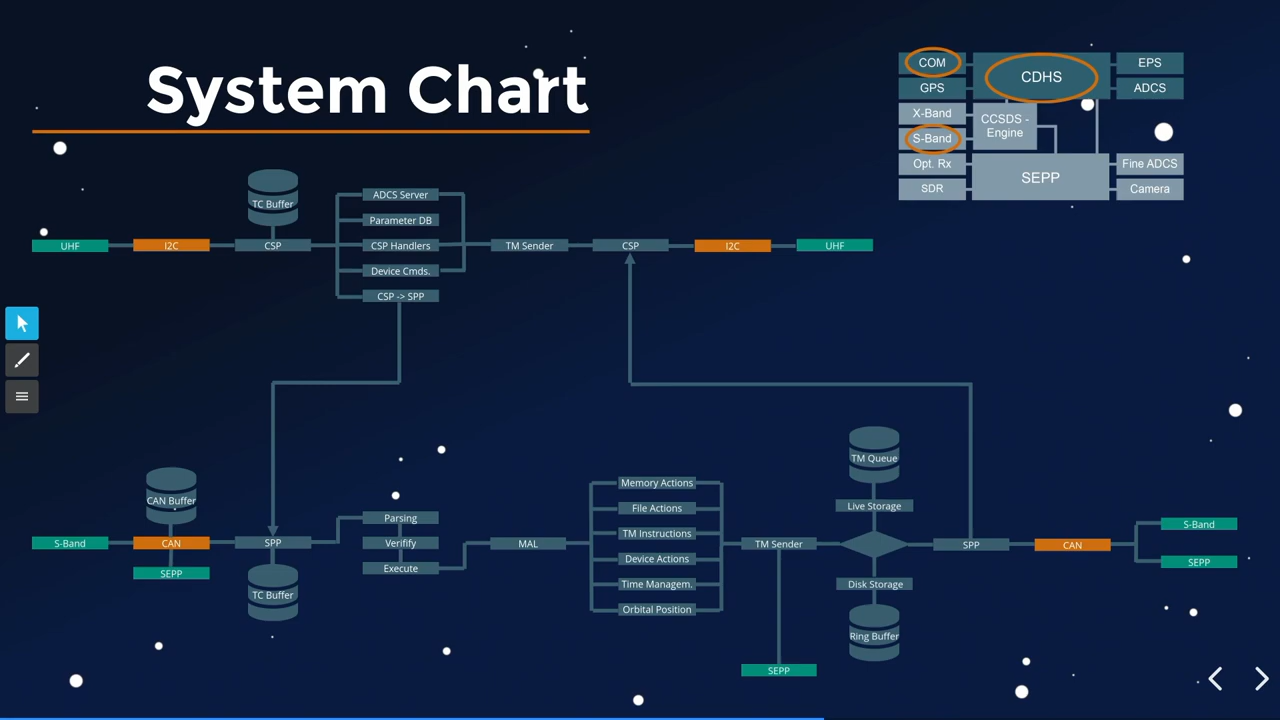 System Chart
COM
CDHS
EPS
GPS
ADCS
X-Band
CCSDS -
Engine
S-Band
Opt. Rx
SEPP
Fine ADCS
SDR
Camera
TC Buffer
ADCS Server
Parameter DB
UHF
I2C
CSP
CSP Handlers
TM Sender
CSP
I2C
UHF
Device Cmds.
CSP -> SPP
CAN Buffer
TM Queue
Memory Actions
Live Storage
File Actions
Parsing
S-Band
TM Instructions
S-Band
CAN
SPP
Verifify
MAL
TM Sender
SPP
CAN
Device Actions
SEPP
Execute
SEPP
Time Managem.
Disk Storage
TC Buffer
Orbital Position
Ring Buffer
SEPP